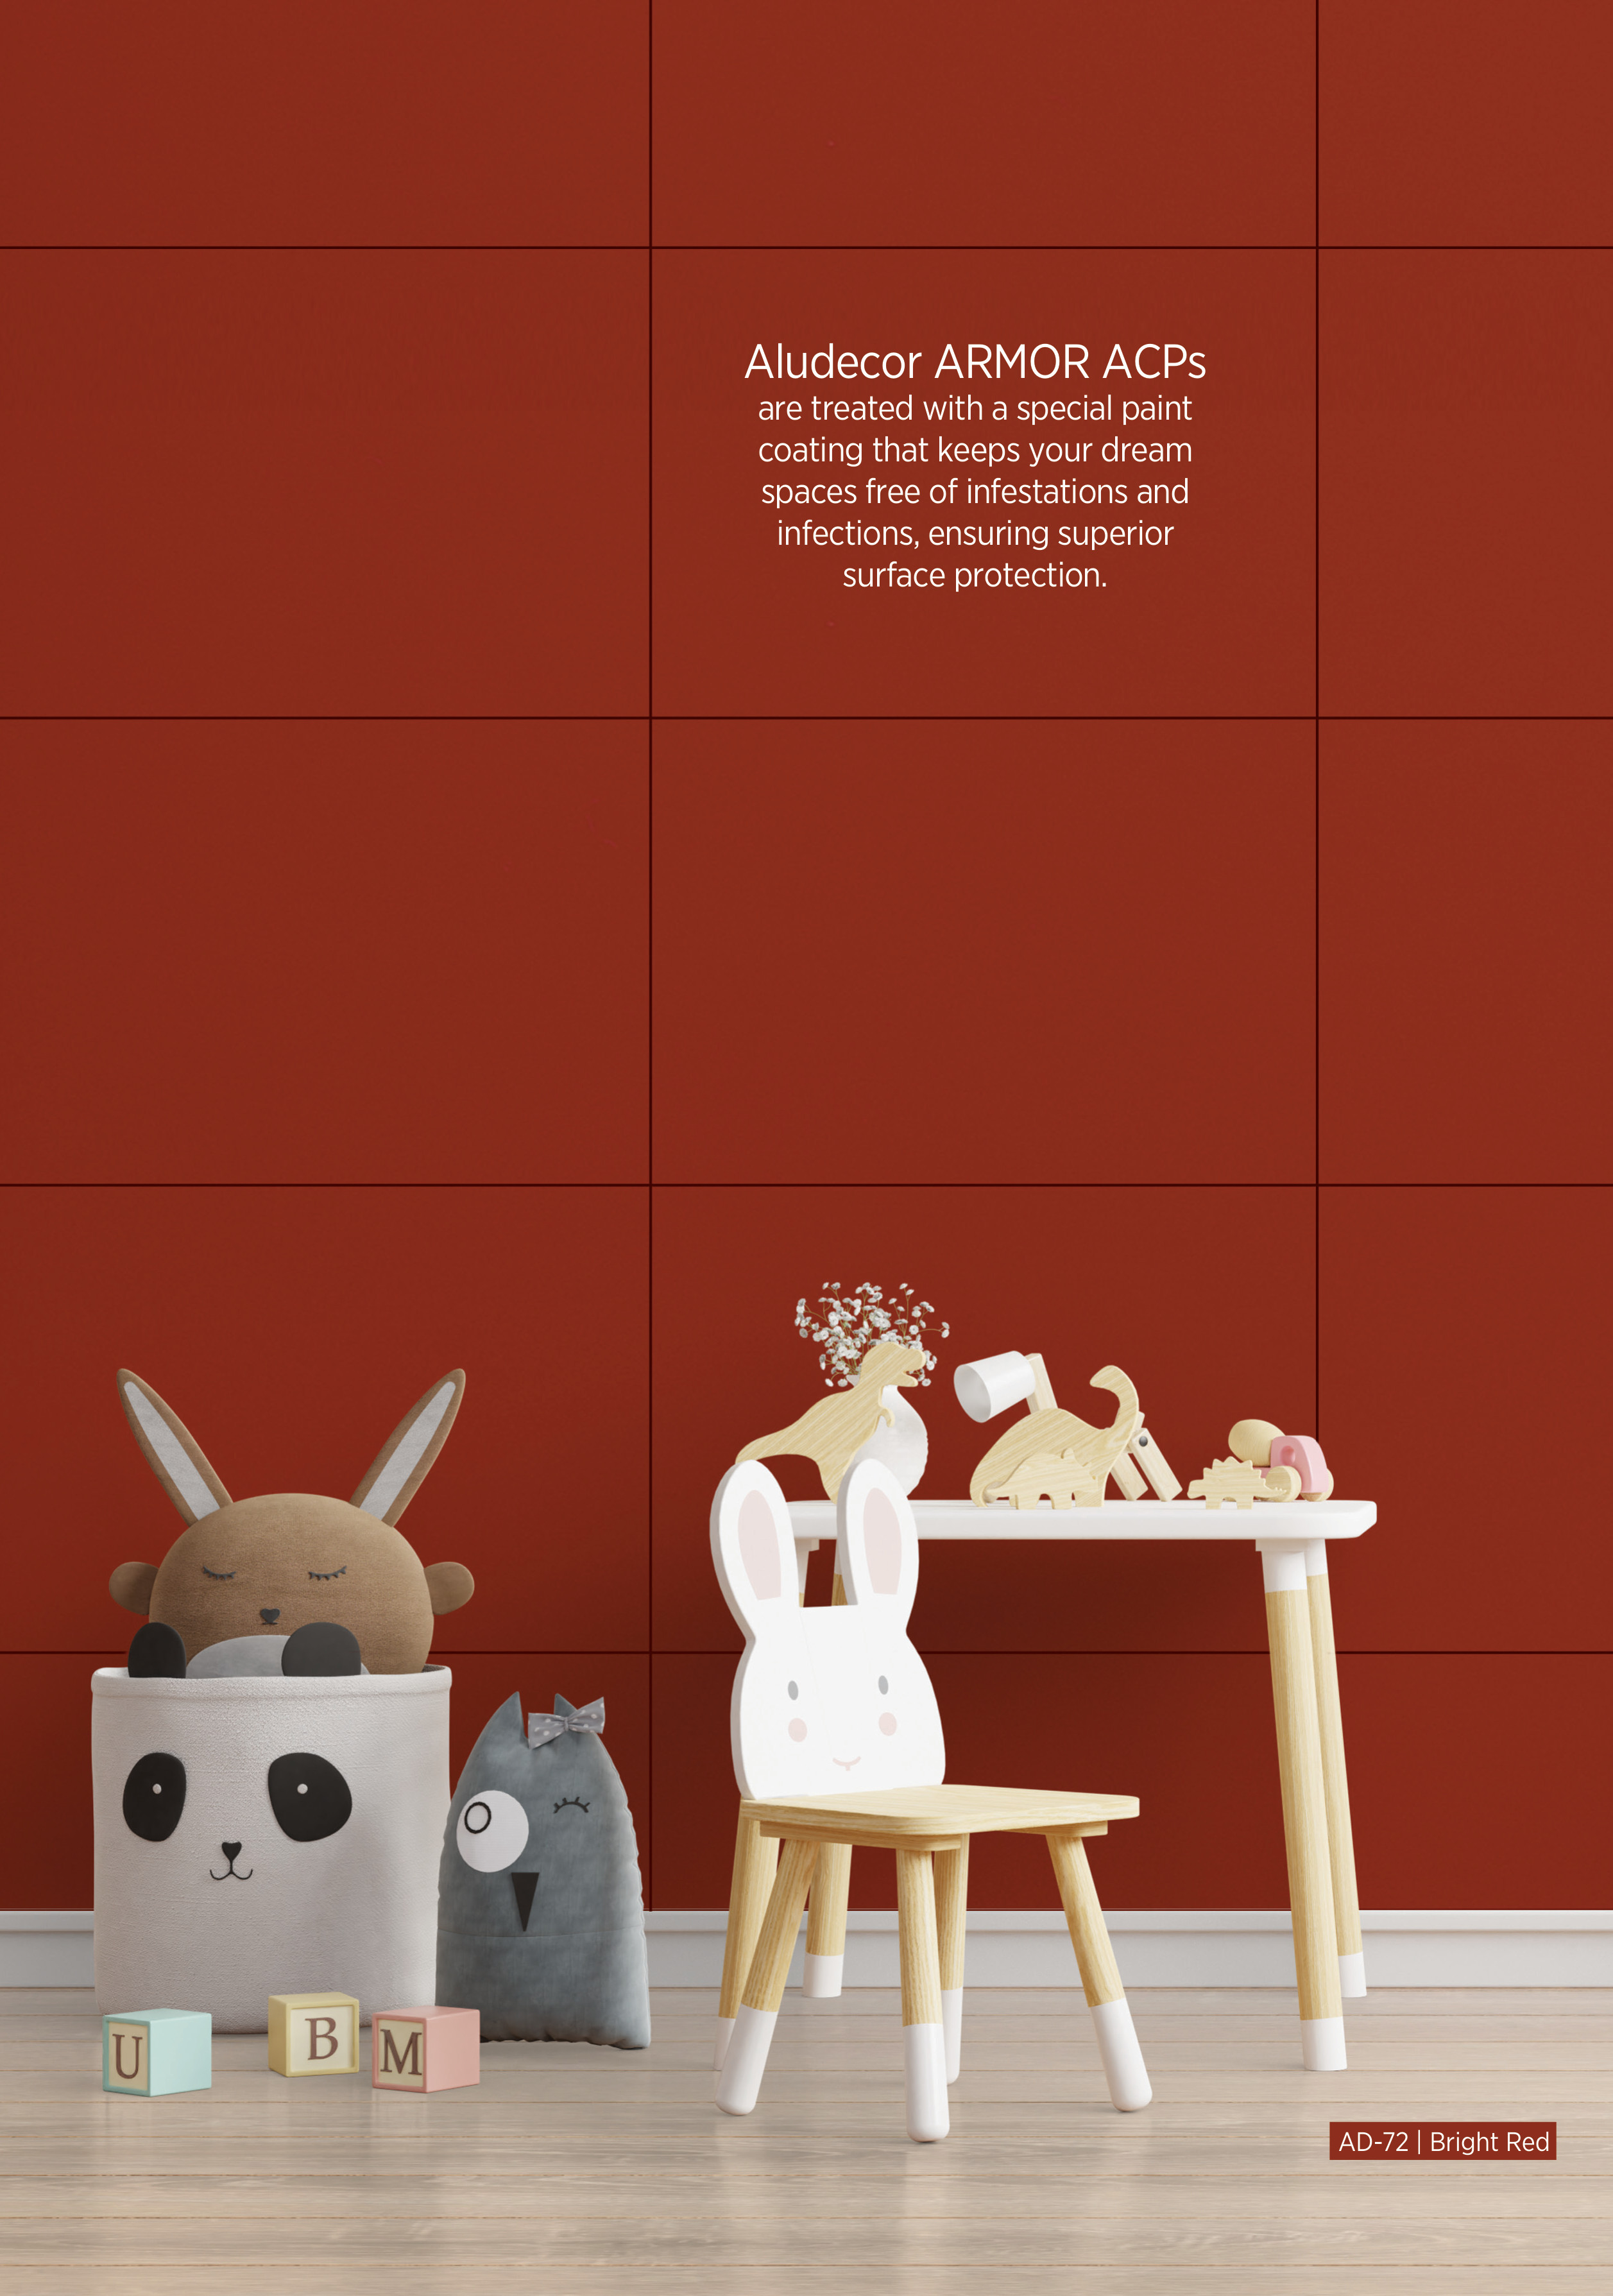 Aludecor ARMOR ACPs
are treated with a special paint
coating that keeps your dream
spaces free of infestations and
infections, ensuring superior
surface protection.
U
B
M
AD-72 | Bright Red